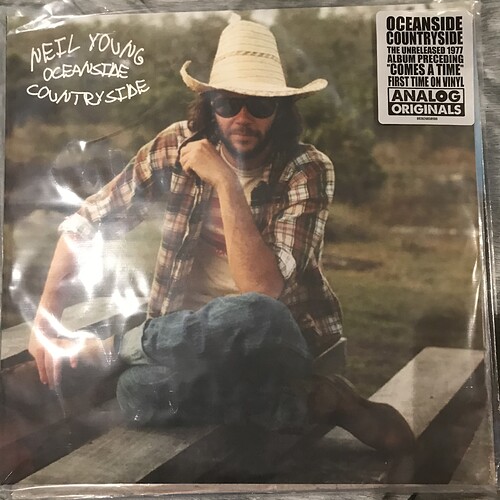 NEIL YOUNG
OCEANSIDE
COUNTRYSIDE
OCEANSIDE
COUNTRYSIDE
THE UNRELEASED 1977
ALBUM PRECEDING
"COMES A TIME"
FIRST TIME ON VINYL
ANALOG
ORIGINALS